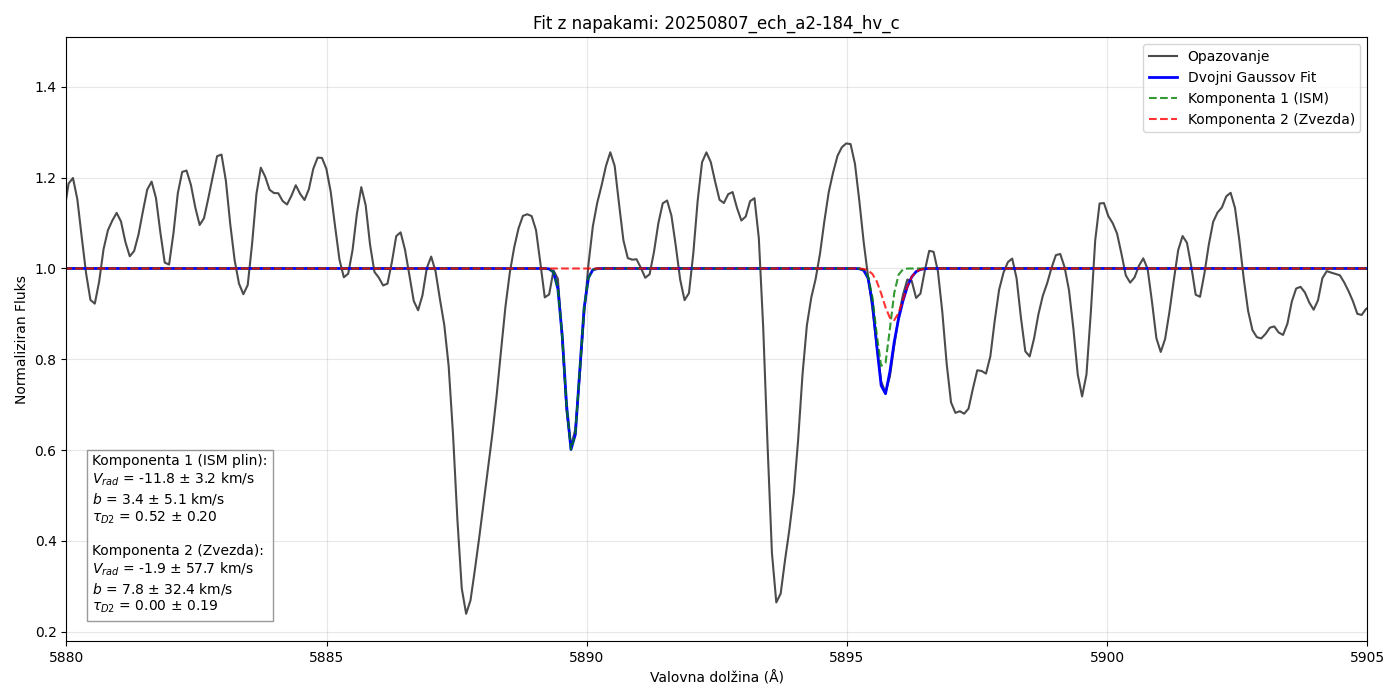 Fit z napakami: 20250807_ech_a2-184_hv_c
Normaliziran Fluks
1.4
1.2
1.0
0.8
0.6
0.4
0.2
Opazovanje
Dvojni Gaussov Fit
Komponenta 1 (ISM)
Komponenta 2 (Zvezda)
Komponenta 1 (ISM plin):
V_rad = -11.8 ± 3.2 km/s
b = 3.4 ± 5.1 km/s
τ_D2 = 0.52 ± 0.20
Komponenta 2 (Zvezda):
V_rad = -1.9 ± 57.7 km/s
b = 7.8 ± 32.4 km/s
τ_D2 = 0.00 ± 0.19
5880 5885 5890 5895 5900 5905
Valovna dolžina (Å)